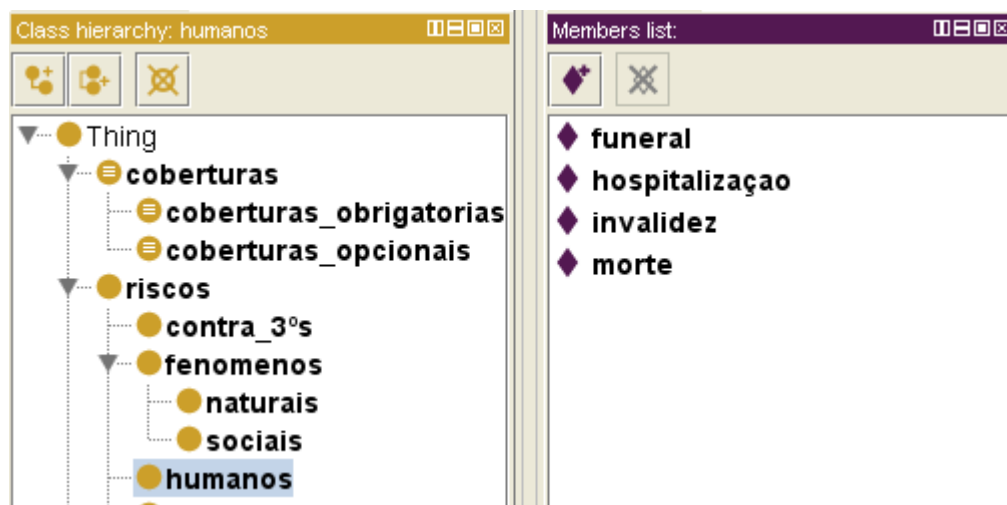 Class hierarchy: humanos
Thing
coberturas
coberturas_obrigatorias
coberturas_opcionais
riscos
contra_3ºs
fenomenos
naturais
sociais
humanos
Members list:
funeral
hospitalizaçao
invalidez
morte